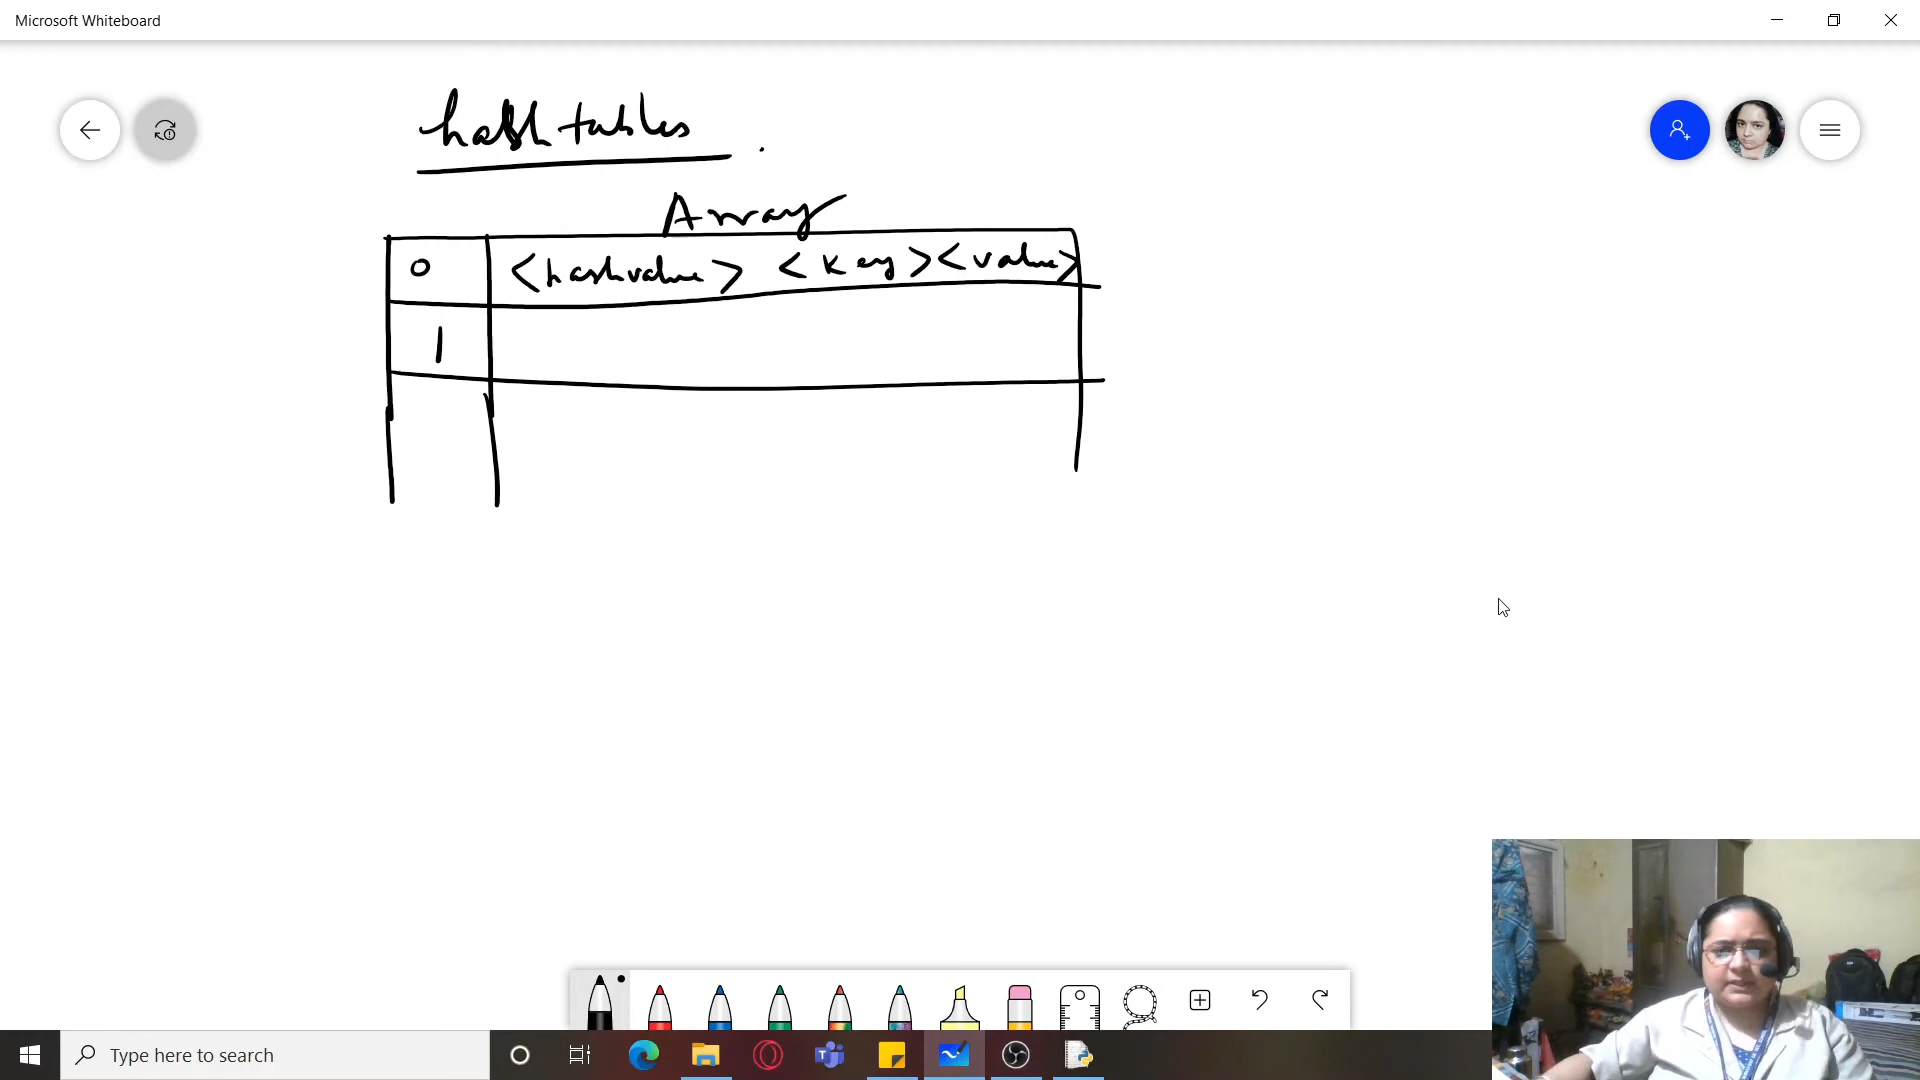 Microsoft Whiteboard
hash tables .
Array
0 <hashvalue> <key><value>
1
Type here to search